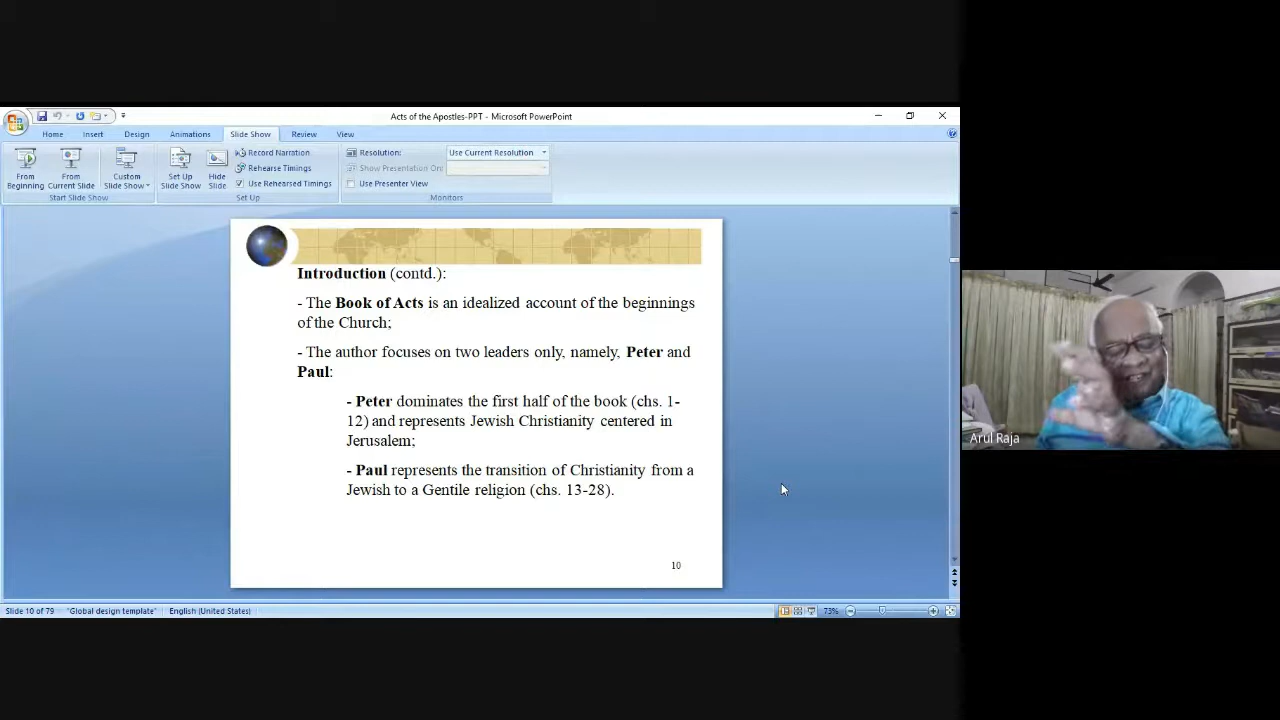 Acts of the Apostles-PPT - Microsoft PowerPoint
Home Insert Design Animations Slide Show Review View
From Beginning
From Current Slide
Custom Slide Show
Start Slide Show
Set Up Slide Show
Hide Slide
Record Narration
Rehearse Timings
Use Rehearsed Timings
Set Up
Resolution: Use Current Resolution
Show Presentation On:
Use Presenter View
Monitors
Introduction (contd.):
- The Book of Acts is an idealized account of the beginnings
of the Church;
- The author focuses on two leaders only, namely, Peter and
Paul:
- Peter dominates the first half of the book (chs. 1-
12) and represents Jewish Christianity centered in
Jerusalem;
- Paul represents the transition of Christianity from a
Jewish to a Gentile religion (chs. 13-28).
10
Arul Raja
Slide 10 of 79 "Global design template" English (United States) 73%